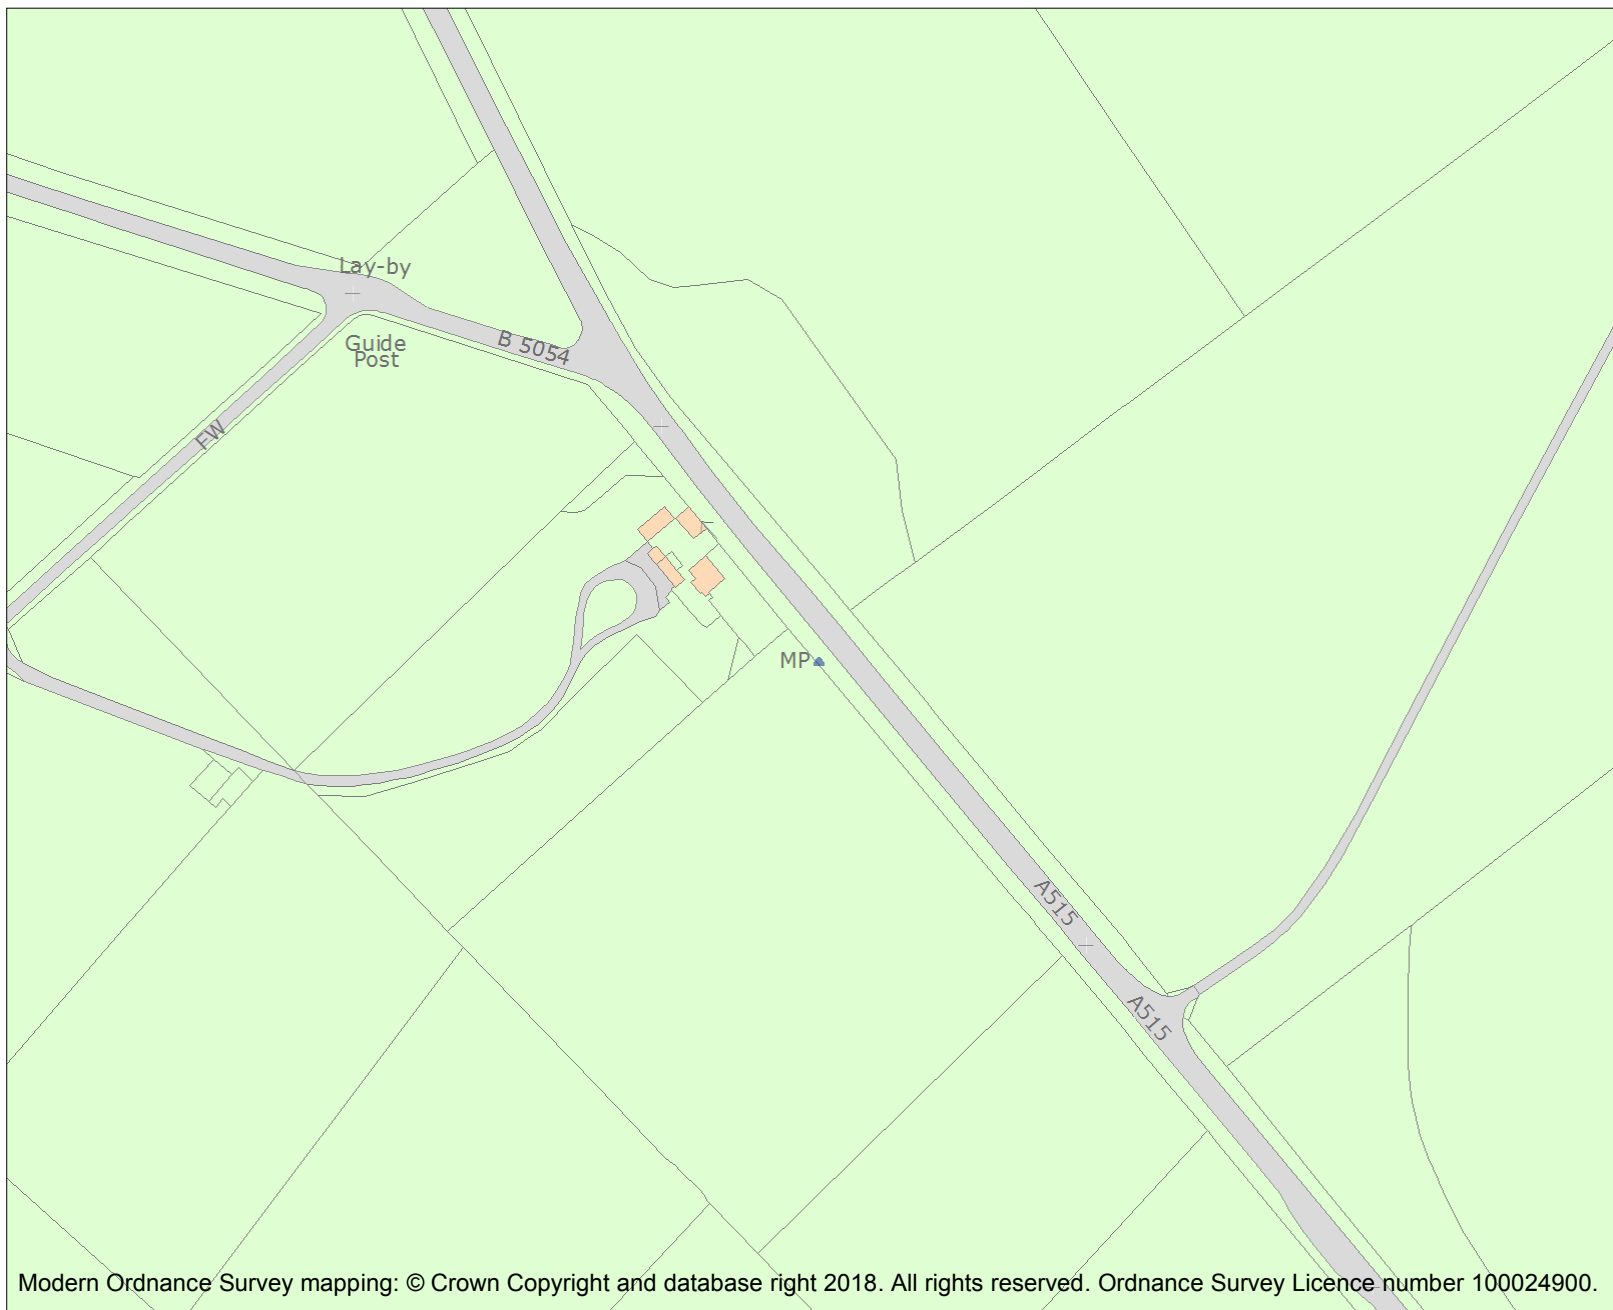 Lay-by
B 5054
Guide
Post
FW
MP
A515
A515
Modern Ordnance Survey mapping: © Crown Copyright and database right 2018. All rights reserved. Ordnance Survey Licence number 100024900.